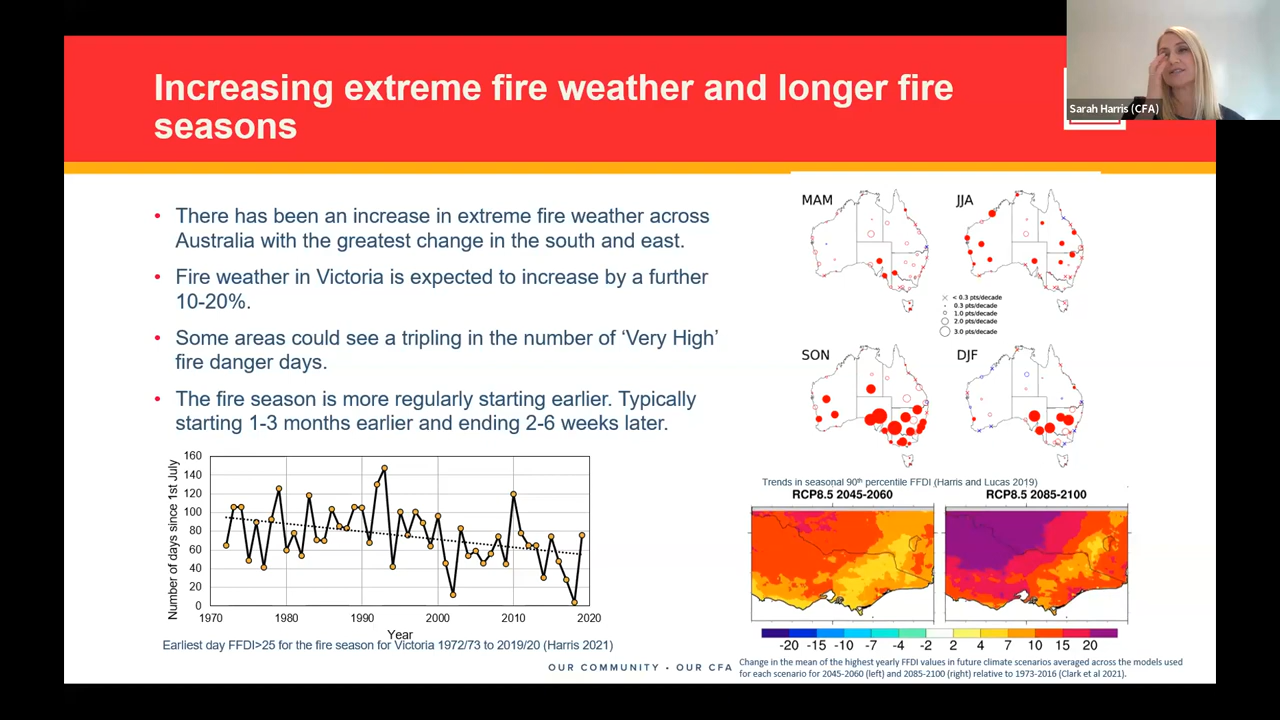 Increasing extreme fire weather and longer fire
seasons
Sarah Harris (CFA)
• There has been an increase in extreme fire weather across
Australia with the greatest change in the south and east.
• Fire weather in Victoria is expected to increase by a further
10-20%.
• Some areas could see a tripling in the number of ‘Very High’
fire danger days.
• The fire season is more regularly starting earlier. Typically
starting 1-3 months earlier and ending 2-6 weeks later.
160
140
120
100
80
60
40
20
0
Number of days since 1st July
1970 1980 1990 2000 2010 2020
Year
Earliest day FFDI>25 for the fire season for Victoria 1972/73 to 2019/20 (Harris 2021)
MAM
JJA
< 0.3 pts/decade
0.3 pts/decade
1.0 pts/decade
2.0 pts/decade
3.0 pts/decade
SON
DJF
Trends in seasonal 90th percentile FFDI (Harris and Lucas 2019)
RCP8.5 2045-2060
RCP8.5 2085-2100
-20 -15 -10 -7 -4 -2 2 4 7 10 15 20
Change in the mean of the highest yearly FFDI values in future climate scenarios averaged across the models used
for each scenario for 2045-2060 (left) and 2085-2100 (right) relative to 1973-2016 (Clark et al 2021).
OUR COMMUNITY • OUR CFA